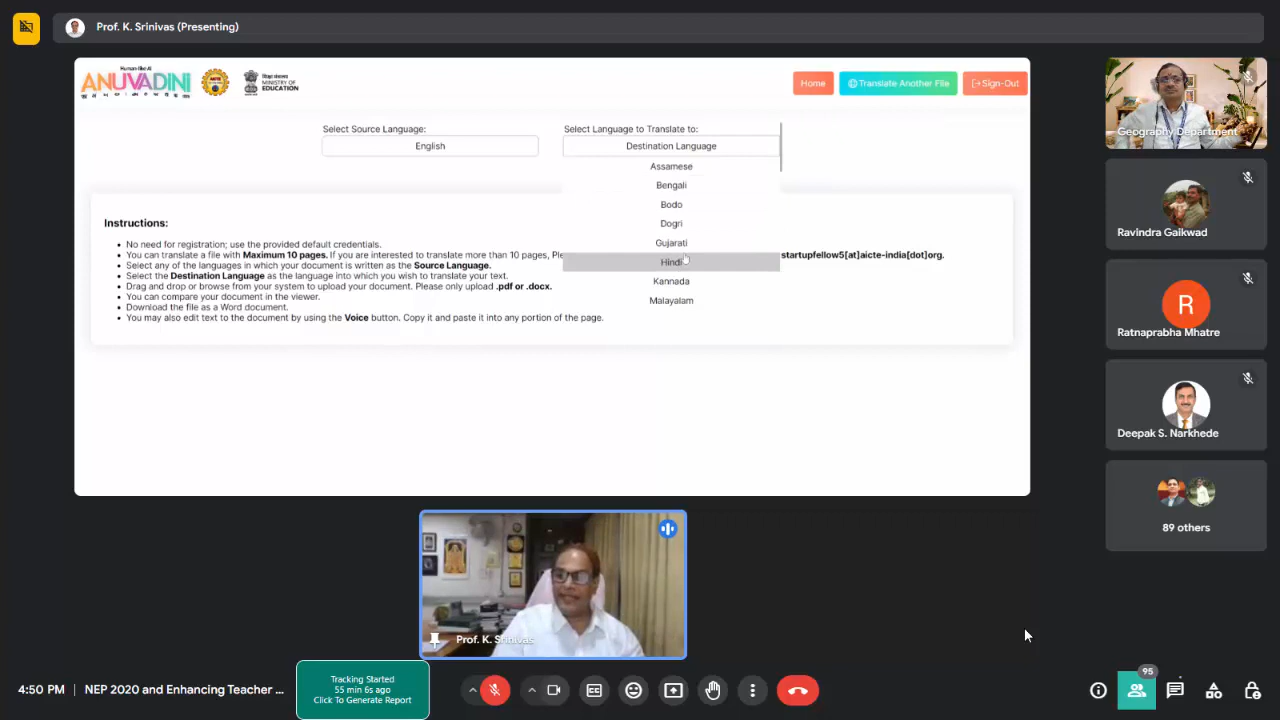 Prof. K. Srinivas (Presenting)
Human-like AI
ANUVADINI
शिक्षा मंत्रालय
MINISTRY OF
EDUCATION
Home
Translate Another File
Sign-Out
Select Source Language:
English
Select Language to Translate to:
Destination Language
Assamese
Bengali
Bodo
Dogri
Gujarati
Hindi
Kannada
Malayalam
Instructions:
No need for registration; use the provided default credentials.
You can translate a file with Maximum 10 pages. If you are interested to translate more than 10 pages, Ple
startupfellow5[at]aicte-india[dot]org.
Select any of the languages in which your document is written as the Source Language.
Select the Destination Language as the language into which you wish to translate your text.
Drag and drop or browse from your system to upload your document. Please only upload .pdf or .docx.
You can compare your document in the viewer.
Download the file as a Word document.
You may also edit text to the document by using the Voice button. Copy it and paste it into any portion of the page.
Geography Department
Ravindra Gaikwad
R
Ratnaprabha Mhatre
Deepak S. Narkhede
89 others
Prof. K. Srinivas
4:50 PM
NEP 2020 and Enhancing Teacher ...
Tracking Started
55 min 6s ago
Click To Generate Report
95